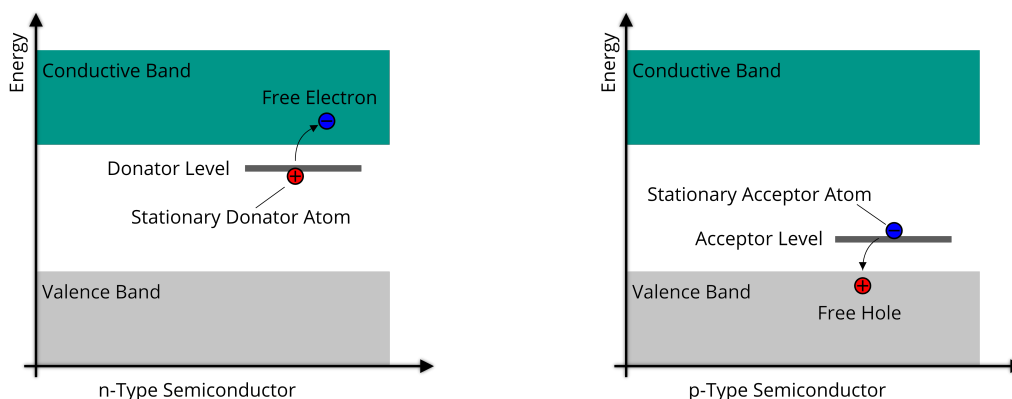 Energy
Conductive Band
Free Electron
Donator Level
Stationary Donator Atom
Valence Band
n-Type Semiconductor
Energy
Conductive Band
Stationary Acceptor Atom
Acceptor Level
Valence Band
Free Hole
p-Type Semiconductor